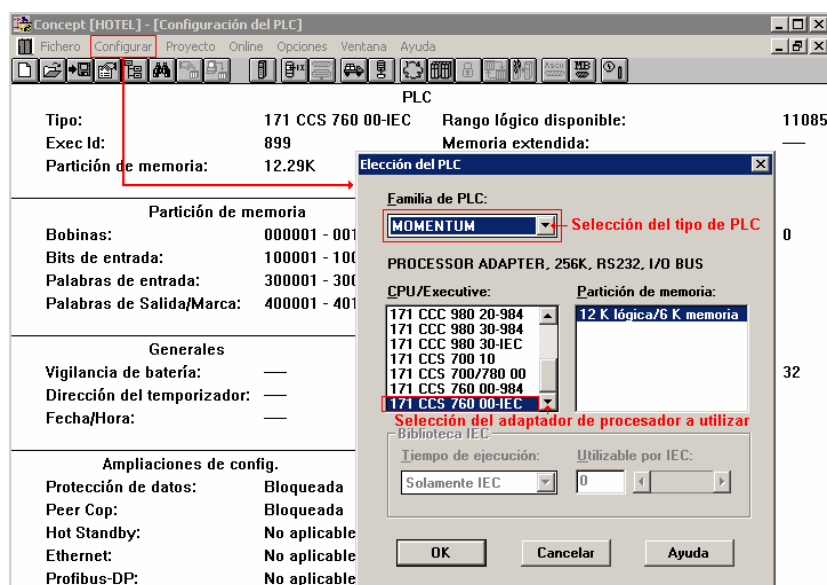 Concept [HOTEL] - [Configuración del PLC]
Fichero Configurar Proyecto Online Opciones Ventana Ayuda
PLC
Tipo: 171 CCS 760 00-IEC Rango lógico disponible: 11085
Exec Id: 899 Memoria extendida: —
Partición de memoria: 12.29K
Partición de memoria
Bobinas: 000001 - 001 0
Bits de entrada: 100001 - 100
Palabras de entrada: 300001 - 300
Palabras de Salida/Marca: 400001 - 401
Generales
Vigilancia de batería: — 32
Dirección del temporizador: —
Fecha/Hora: —
Ampliaciones de config.
Protección de datos: Bloqueada
Peer Cop: Bloqueada
Hot Standby: No aplicable
Ethernet: No aplicable
Profibus-DP: No aplicable
Elección del PLC
Familia de PLC:
MOMENTUM
Selección del tipo de PLC
PROCESSOR ADAPTER, 256K, RS232, I/O BUS
CPU/Executive: Partición de memoria:
171 CCC 980 20-984 12 K lógica/6 K memoria
171 CCC 980 30-984
171 CCC 980 30-IEC
171 CCS 700 10
171 CCS 700/780 00
171 CCS 760 00-984
171 CCS 760 00-IEC
Selección del adaptador de procesador a utilizar
Biblioteca IEC
Tiempo de ejecución: Utilizable por IEC:
Solamente IEC 0
OK Cancelar Ayuda